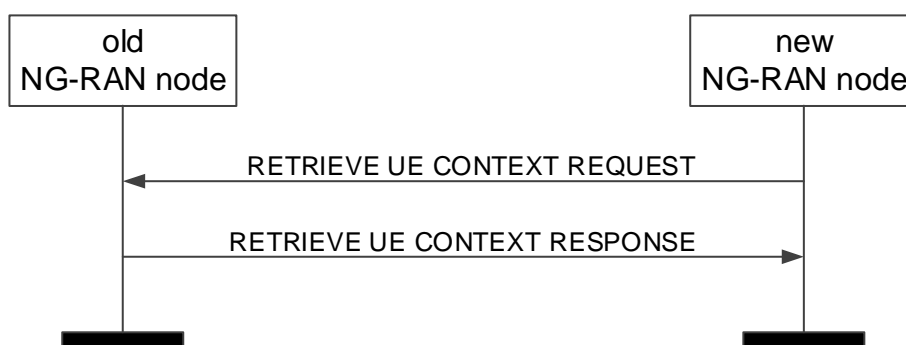 old
NG-RAN node
new
NG-RAN node
RETRIEVE UE CONTEXT REQUEST
RETRIEVE UE CONTEXT RESPONSE